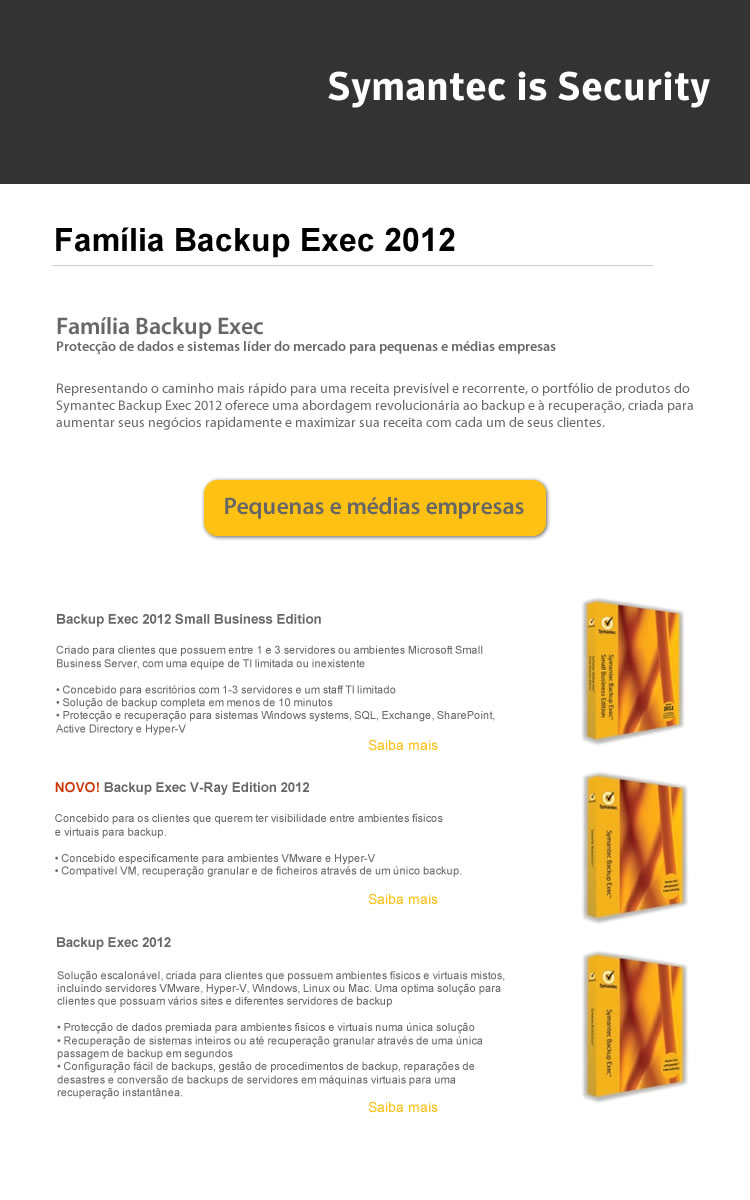 Symantec is Security
Família Backup Exec 2012
Família Backup Exec
Protecção de dados e sistemas líder do mercado para pequenas e médias empresas
Representando o caminho mais rápido para uma receita previsível e recorrente, o portfólio de produtos do
Symantec Backup Exec 2012 oferece uma abordagem revolucionária ao backup e à recuperação, criada para
aumentar seus negócios rapidamente e maximizar sua receita com cada um de seus clientes.
Pequenas e médias empresas
Backup Exec 2012 Small Business Edition
Criado para clientes que possuem entre 1 e 3 servidores ou ambientes Microsoft Small
Business Server, com uma equipe de TI limitada ou inexistente
• Concebido para escritórios com 1-3 servidores e um staff TI limitado
• Solução de backup completa em menos de 10 minutos
• Protecção e recuperação para sistemas Windows systems, SQL, Exchange, SharePoint,
Active Directory e Hyper-V
Saiba mais
Symantec
Symantec Backup Exec™
Small Business Edition
2012
NOVO! Backup Exec V-Ray Edition 2012
Concebido para os clientes que querem ter visibilidade entre ambientes físicos
e virtuais para backup.
• Concebido especificamente para ambientes VMware e Hyper-V
• Compatível VM, recuperação granular e de ficheiros através de um único backup.
Saiba mais
Symantec
Symantec Backup Exec™
Backup Exec 2012
Solução escalonável, criada para clientes que possuem ambientes físicos e virtuais mistos,
incluindo servidores VMware, Hyper-V, Windows, Linux ou Mac. Uma optima solução para
clientes que possuam vários sites e diferentes servidores de backup
• Protecção de dados premiada para ambientes fisicos e virtuais numa única solução
• Recuperação de sistemas inteiros ou até recuperação granular através de uma única
passagem de backup em segundos
• Configuração fácil de backups, gestão de procedimentos de backup, reparações de
desastres e conversão de backups de servidores em máquinas virtuais para uma
recuperação instantânea.
Saiba mais
Symantec
Symantec Backup Exec™